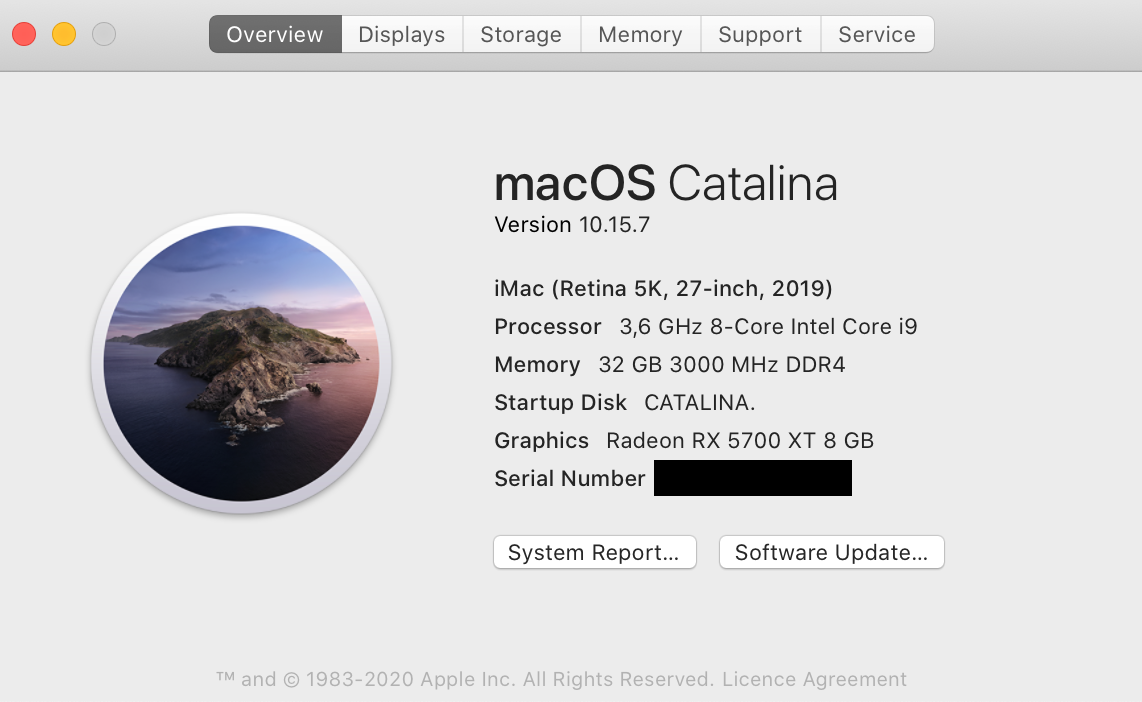 Overview Displays Storage Memory Support Service
macOS Catalina
Version 10.15.7
iMac (Retina 5K, 27-inch, 2019)
Processor 3,6 GHz 8-Core Intel Core i9
Memory 32 GB 3000 MHz DDR4
Startup Disk CATALINA.
Graphics Radeon RX 5700 XT 8 GB
Serial Number
System Report... Software Update...
™ and © 1983-2020 Apple Inc. All Rights Reserved. Licence Agreement